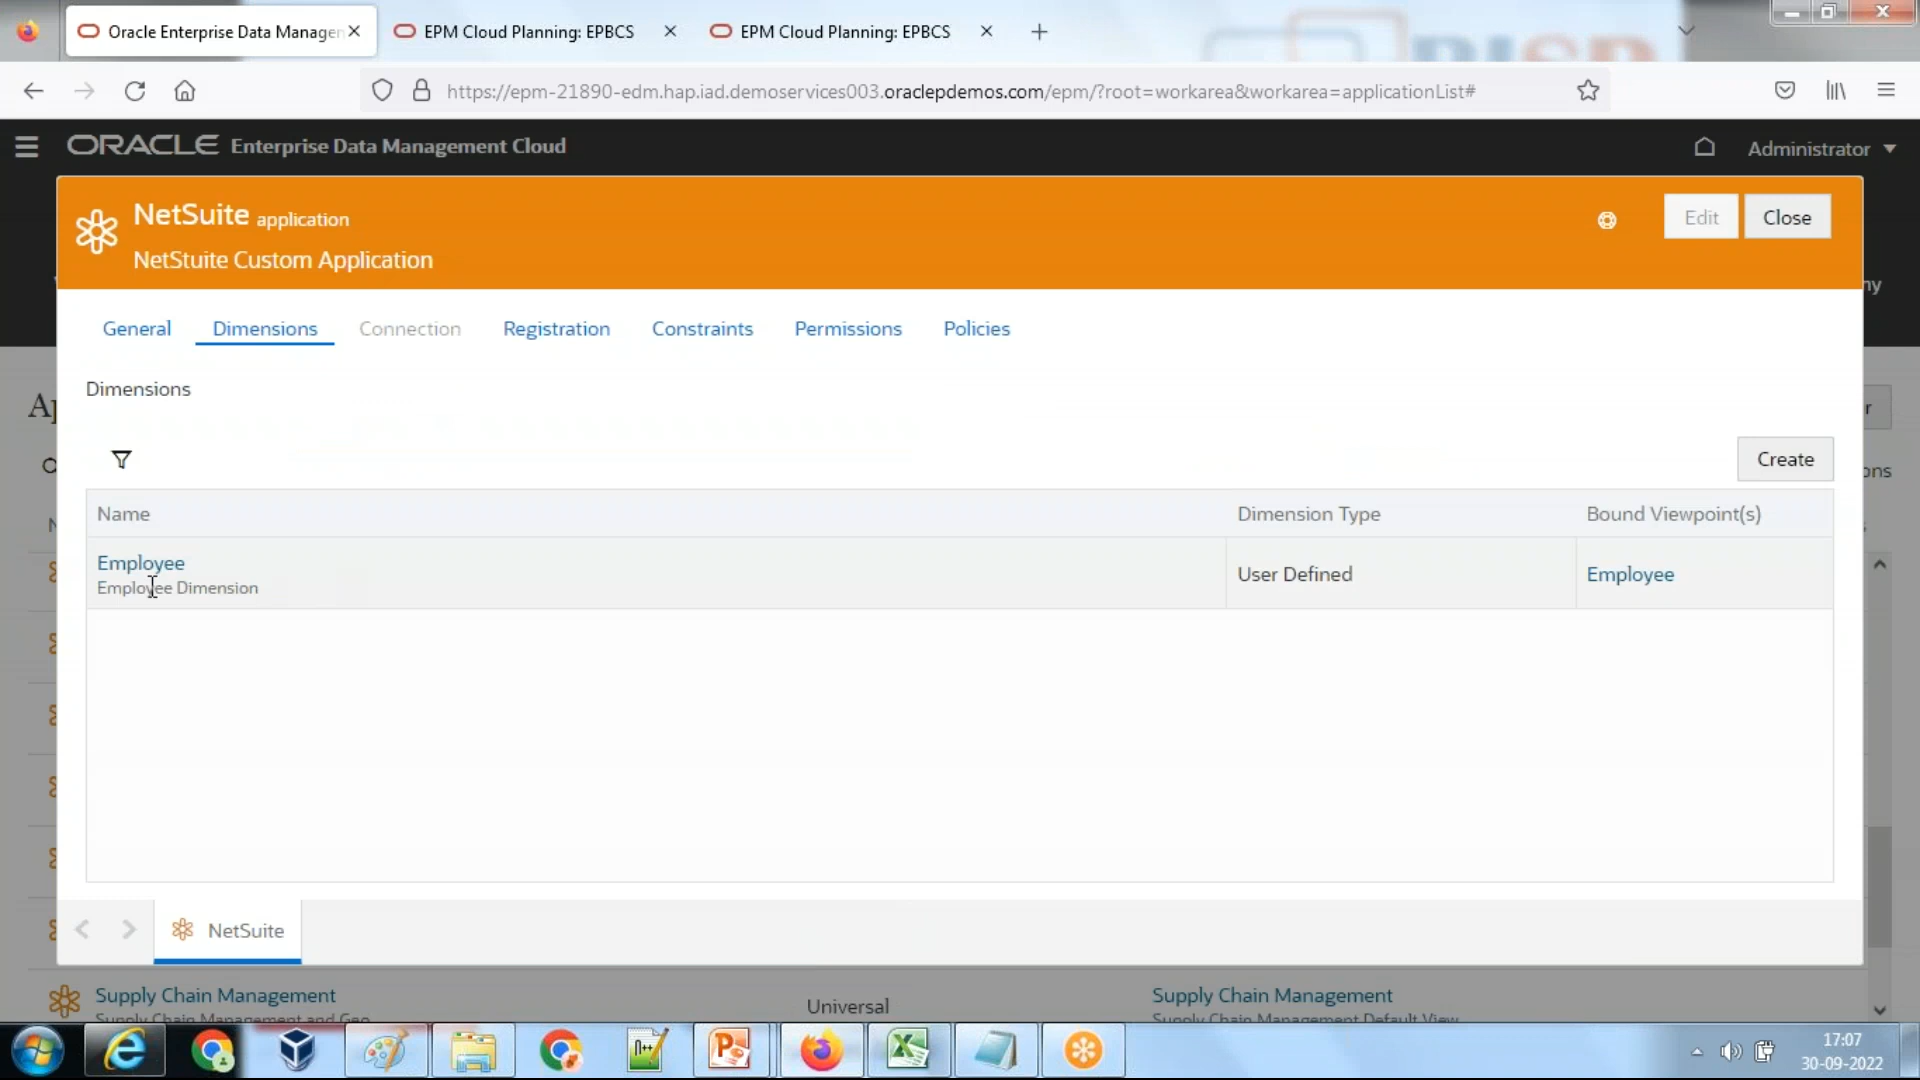 Oracle Enterprise Data Manager
EPM Cloud Planning: EPBCS
EPM Cloud Planning: EPBCS
https://epm-21890-edm.hap.iad.demoservices003.oraclepdemos.com/epm/?root=workarea&workarea=applicationList#
ORACLE Enterprise Data Management Cloud
Administrator
NetSuite application
NetStuite Custom Application
Edit
Close
General
Dimensions
Connection
Registration
Constraints
Permissions
Policies
Dimensions
Create
Name
Dimension Type
Bound Viewpoint(s)
Employee
Employee Dimension
User Defined
Employee
NetSuite
Supply Chain Management
Universal
Supply Chain Management
Supply Chain Management and Geo
Supply Chain Management Default View
17:07
30-09-2022